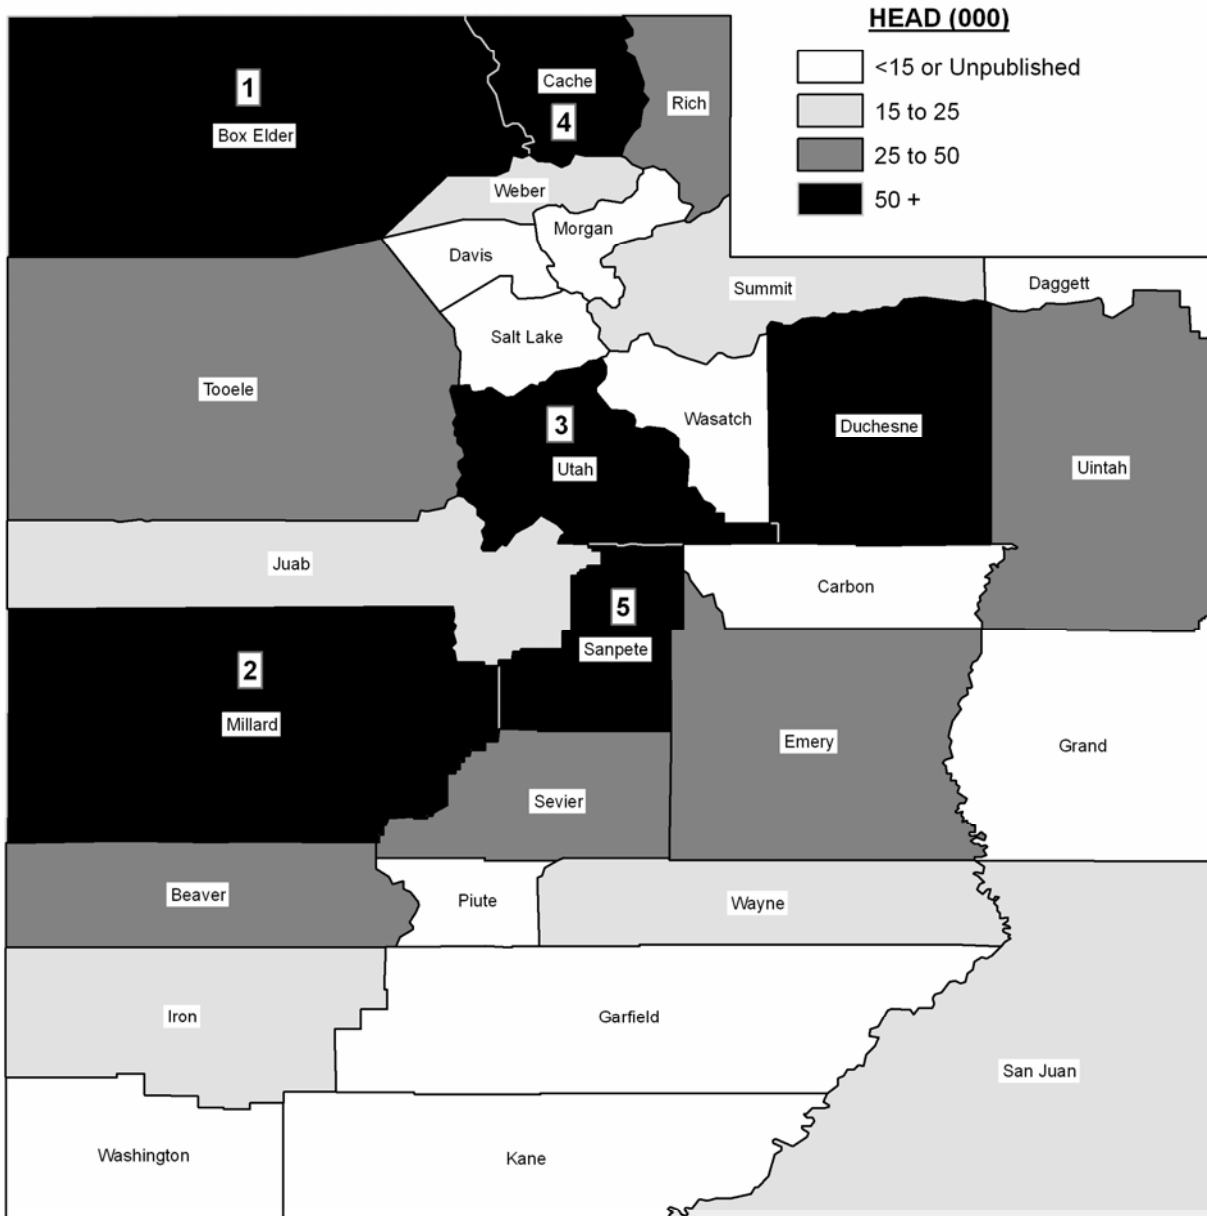 HEAD (000)
<15 or Unpublished
15 to 25
25 to 50
50 +
1
Box Elder
Cache
4
Rich
Weber
Morgan
Davis
Summit
Daggett
Salt Lake
Tooele
3
Utah
Wasatch
Duchesne
Uintah
Juab
Carbon
5
Sanpete
2
Millard
Emery
Grand
Sevier
Beaver
Piute
Wayne
Iron
Garfield
San Juan
Washington
Kane